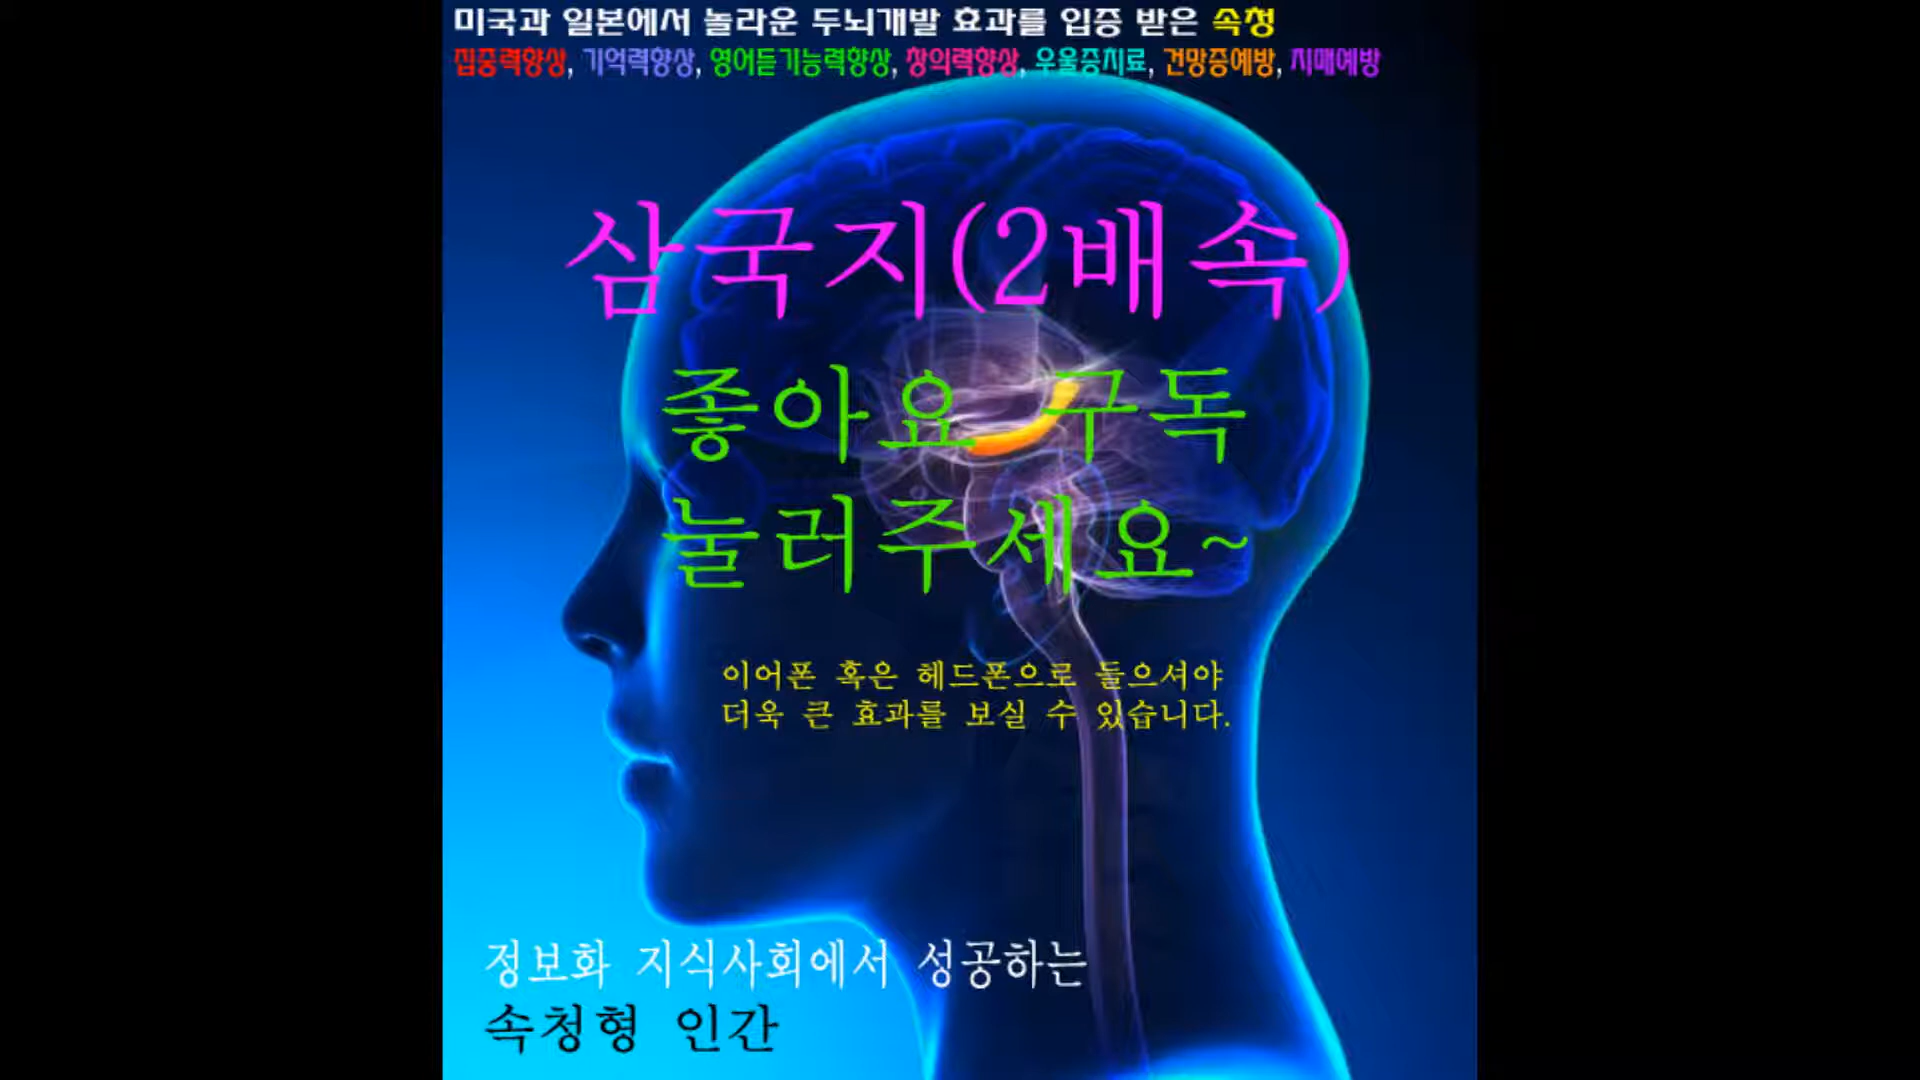 미국과 일본에서 놀라운 두뇌개발 효과를 입증 받은 속청
집중력향상, 기억력향상, 영어듣기능력향상, 창의력향상, 우울증치료, 건망증예방, 치매예방
삼국지(2배속)
좋아요 구독
눌러주세요~
이어폰 혹은 헤드폰으로 들으셔야
더욱 큰 효과를 보실 수 있습니다.
정보화 지식사회에서 성공하는
속청형 인간